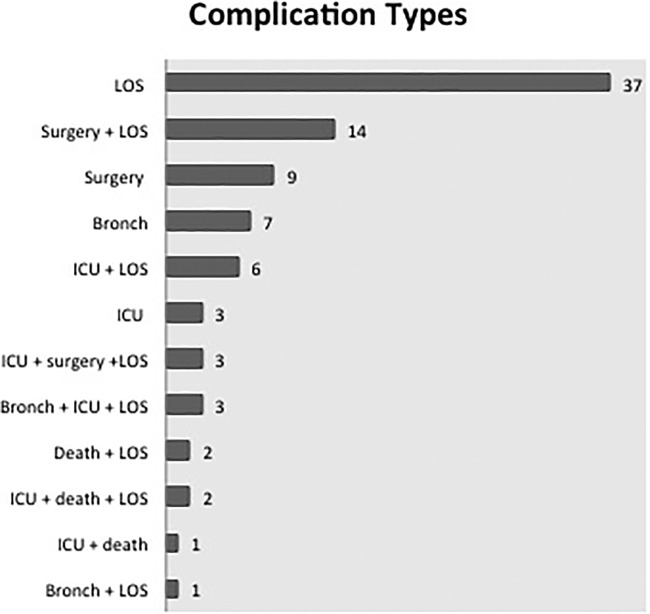 Complication Types
LOS 37
Surgery + LOS 14
Surgery 9
Bronch 7
ICU + LOS 6
ICU 3
ICU + surgery +LOS 3
Bronch + ICU + LOS 3
Death + LOS 2
ICU + death + LOS 2
ICU + death 1
Bronch + LOS 1